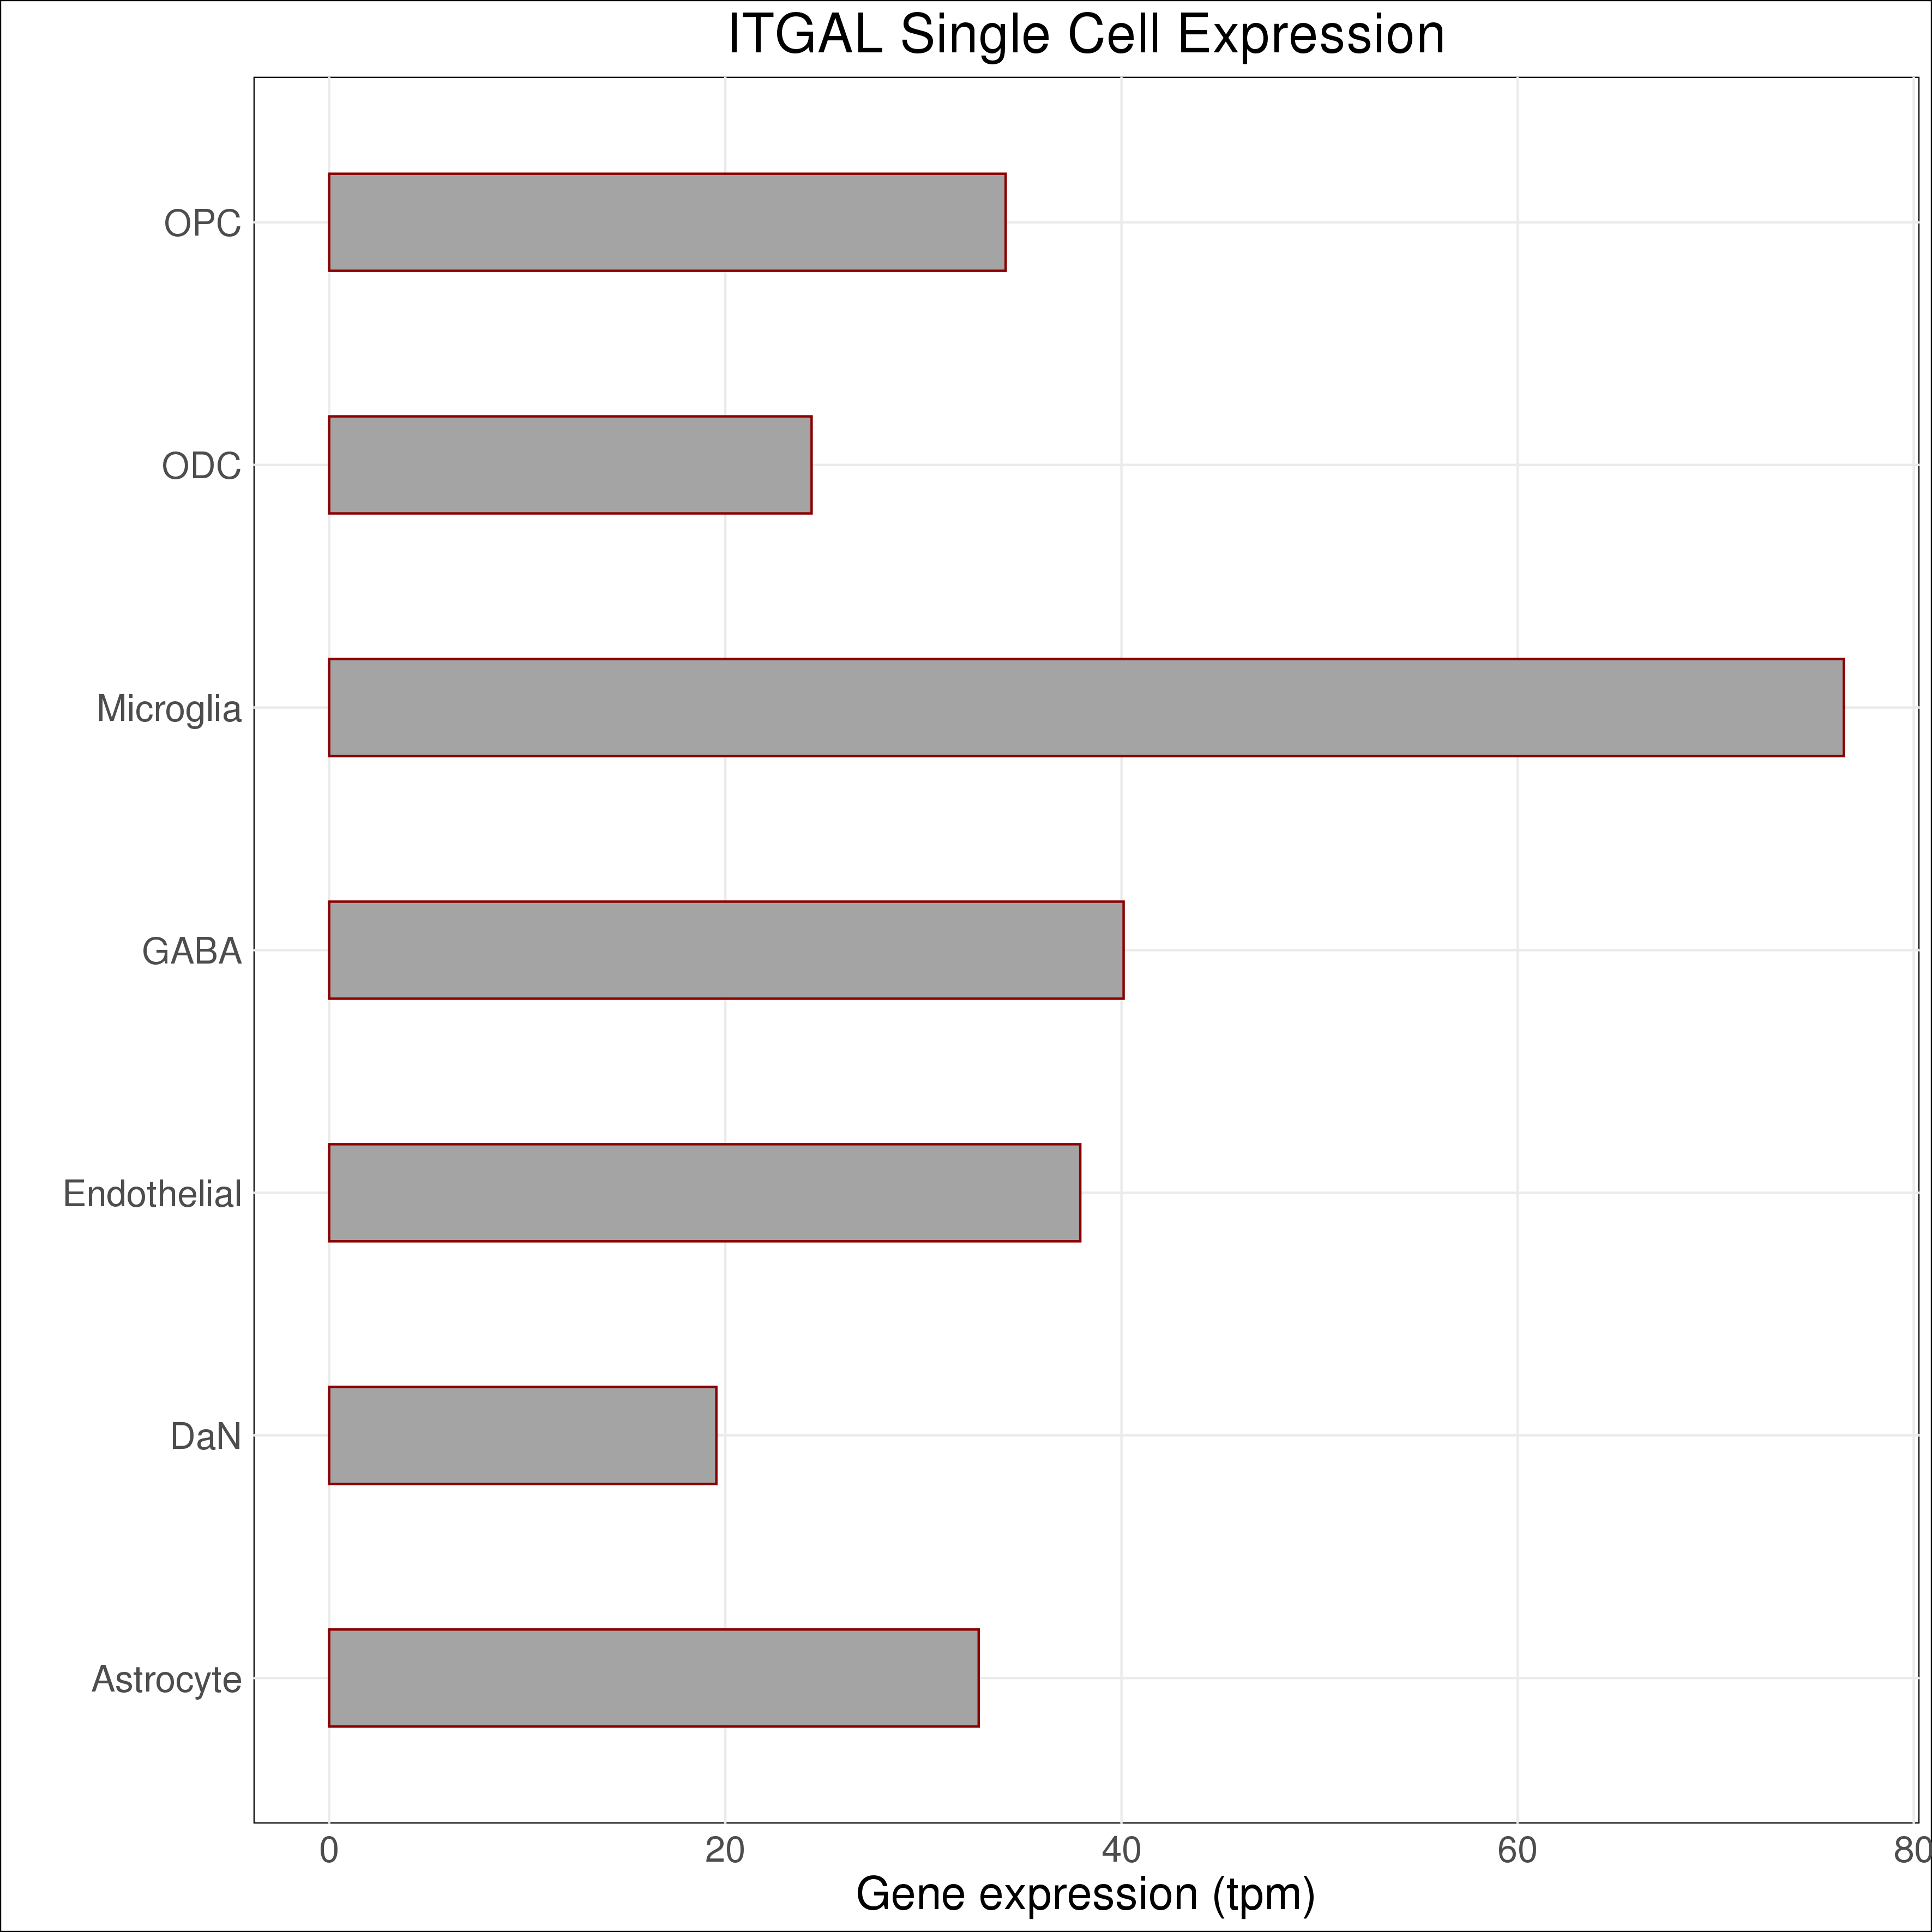 ITGAL Single Cell Expression
OPC
ODC
Microglia
GABA
Endothelial
DaN
Astrocyte
0 20 40 60 80
Gene expression (tpm)